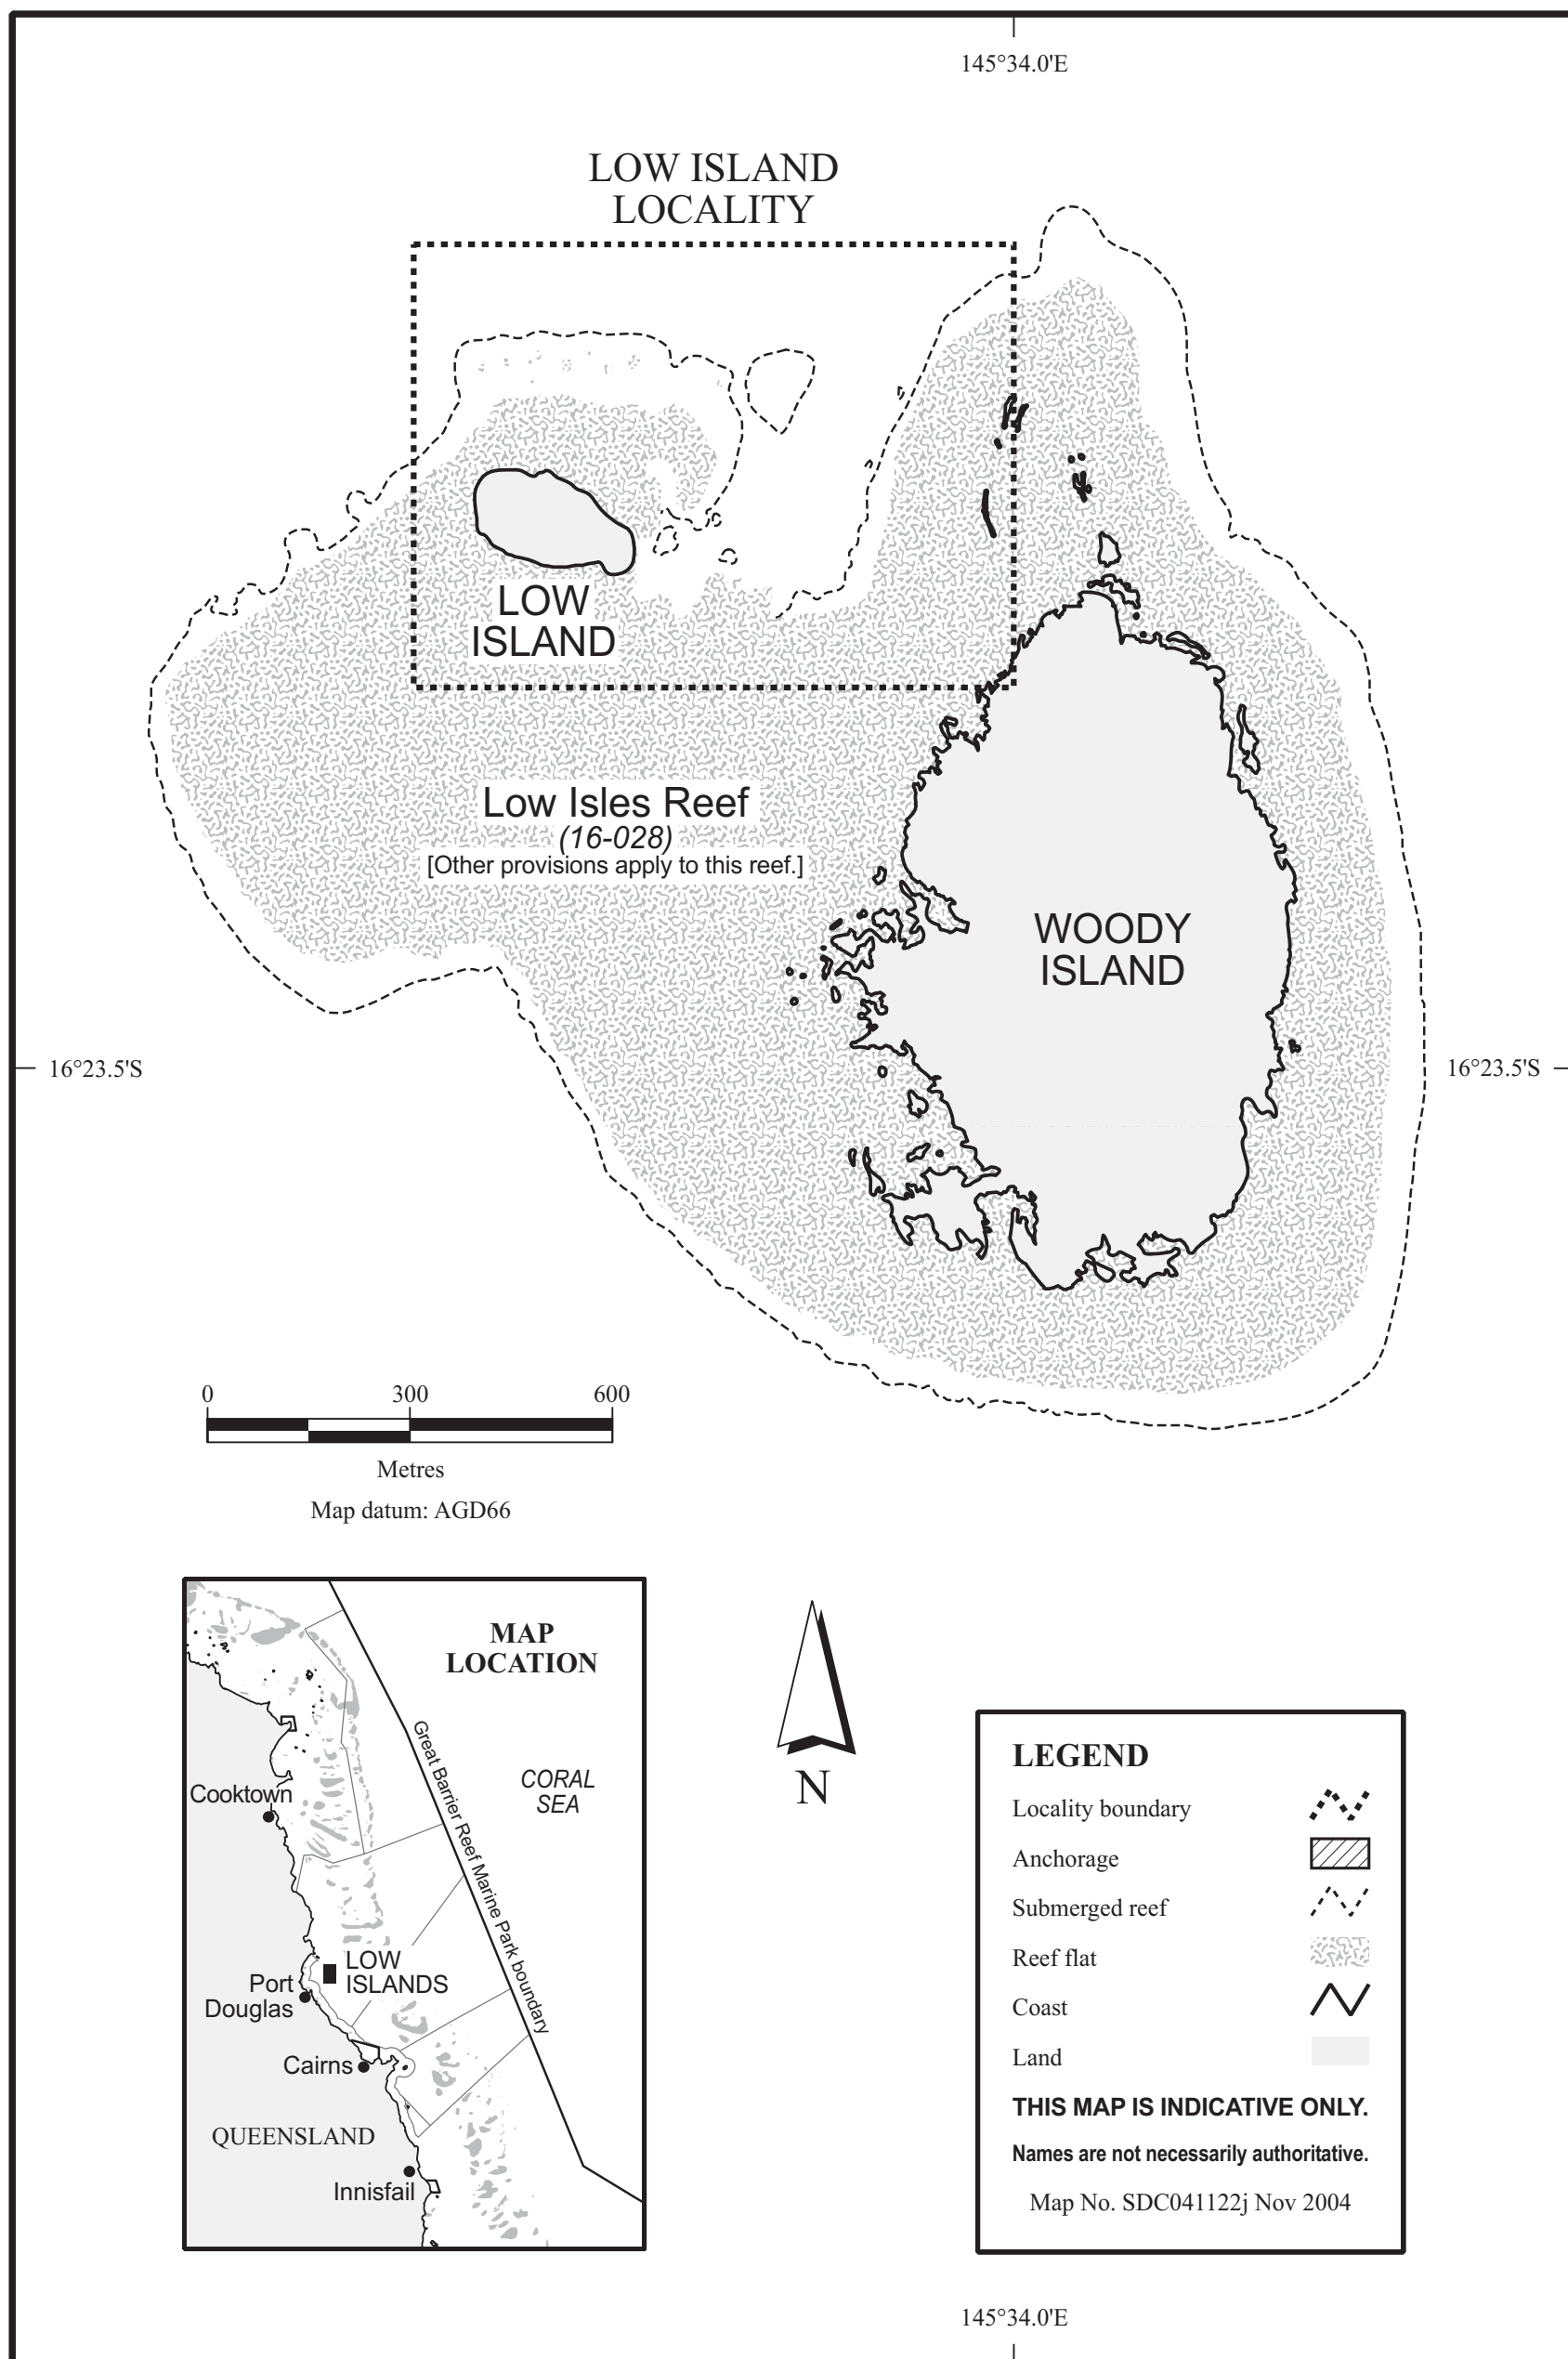 145°34.0'E
LOW ISLAND
LOCALITY
LOW
ISLAND
Low Isles Reef
(16-028)
[Other provisions apply to this reef.]
WOODY
ISLAND
16°23.5'S
16°23.5'S
0 300 600
Metres
Map datum: AGD66
MAP
LOCATION
Great Barrier Reef Marine Park boundary
CORAL
SEA
Cooktown
LOW
ISLANDS
Port
Douglas
Cairns
QUEENSLAND
Innisfail
N
LEGEND
Locality boundary
Anchorage
Submerged reef
Reef flat
Coast
Land
THIS MAP IS INDICATIVE ONLY.
Names are not necessarily authoritative.
Map No. SDC041122j Nov 2004
145°34.0'E